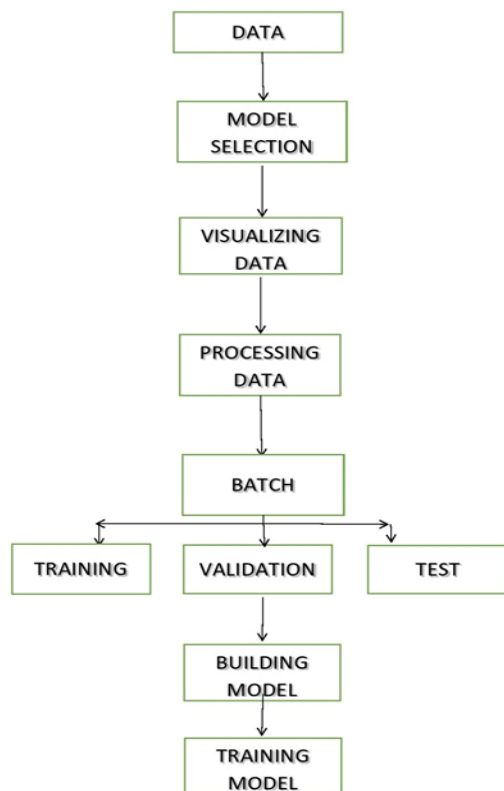 DATA
MODEL
SELECTION
VISUALIZING
DATA
PROCESSING
DATA
BATCH
TRAINING
VALIDATION
TEST
BUILDING
MODEL
TRAINING
MODEL